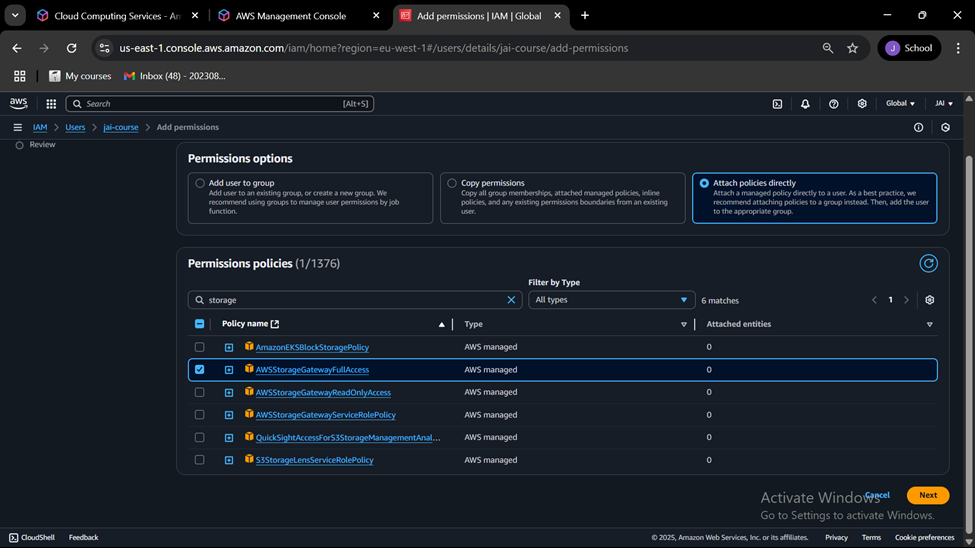 Cloud Computing Services - An
AWS Management Console
Add permissions | IAM | Global
us-east-1.console.aws.amazon.com/iam/home?region=eu-west-1#/users/details/jai-course/add-permissions
J School
My courses
Inbox (48) - 202308...
aws
Search [Alt+S]
Global
JAI
IAM > Users > jai-course > Add permissions
Review
Permissions options
Add user to group
Add user to an existing group, or create a new group. We
recommend using groups to manage user permissions by job
function.
Copy permissions
Copy all group memberships, attached managed policies, inline
policies, and any existing permissions boundaries from an existing
user.
Attach policies directly
Attach a managed policy directly to a user. As a best practice, we
recommend attaching policies to a group instead. Then, add the user
to the appropriate group.
Permissions policies (1/1376)
Filter by Type
storage
All types
6 matches
1
Policy name Type Attached entities
AmazonEKSBlockStoragePolicy AWS managed 0
AWSStorageGatewayFullAccess AWS managed 0
AWSStorageGatewayReadOnlyAccess AWS managed 0
AWSStorageGatewayServiceRolePolicy AWS managed 0
QuickSightAccessForS3StorageManagementAnal... AWS managed 0
S3StorageLensServiceRolePolicy AWS managed 0
Cancel
Next
Activate Windows
Go to Settings to activate Windows.
CloudShell Feedback © 2025, Amazon Web Services, Inc. or its affiliates. Privacy Terms Cookie preferences